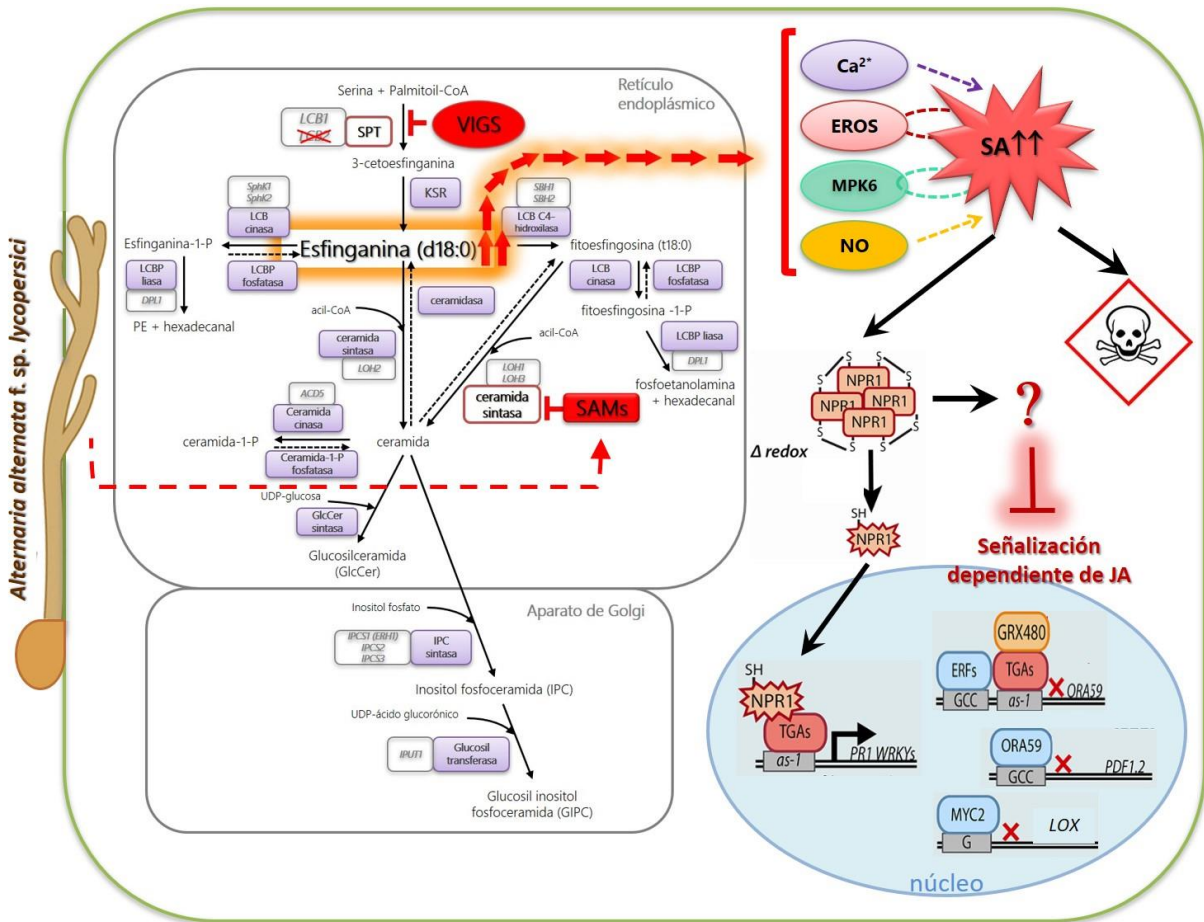 Alternaria alternata f. sp. lycopersici
Retículo
endoplásmico
Serina + Palmitoil-CoA
LCB1
LCB2
SPT
VIGS
3-cetoesfinganina
KSR
SphK1
SphK2
LCB
cinasa
SBH1
SBH2
LCB C4-
hidroxilasa
Esfinganina-1-P
Esfinganina (d18:0)
fitoesfingosina (t18:0)
LCBP
liasa
DPL1
LCBP
fosfatasa
ceramidasa
LCB
cinasa
LCBP
fosfatasa
PE + hexadecanal
fitoesfingosina -1-P
acil-CoA
acil-CoA
ceramida
sintasa
LOH2
LCBP liasa
DPL1
LOH1
LOH3
ceramida
sintasa
SAMs
fosfoetanolamina
+ hexadecanal
ACD5
Ceramida
cinasa
ceramida-1-P
ceramida
Ceramida-1-P
fosfatasa
UDP-glucosa
GlcCer
sintasa
Glucosilceramida
(GlcCer)
Aparato de Golgi
Inositol fosfato
IPCS1 (ERH1)
IPCS2
IPCS3
IPC
sintasa
Inositol fosfoceramida (IPC)
UDP-ácido glucorónico
IPUT1
Glucosil
transferasa
Glucosil inositol
fosfoceramida (GIPC)
Ca²*
EROS
MPK6
NO
SA↑↑
S
S
S
S
S
S
S
S
NPR1
NPR1
NPR1
NPR1
NPR1
?
Δ redox
SH
NPR1
Señalización
dependiente de JA
SH
NPR1
TGAs
as-1
PR1 WRKYs
GRX480
ERFs
TGAs
GCC
as-1
ORA59
ORA59
GCC
PDF1.2
MYC2
G
LOX
núcleo